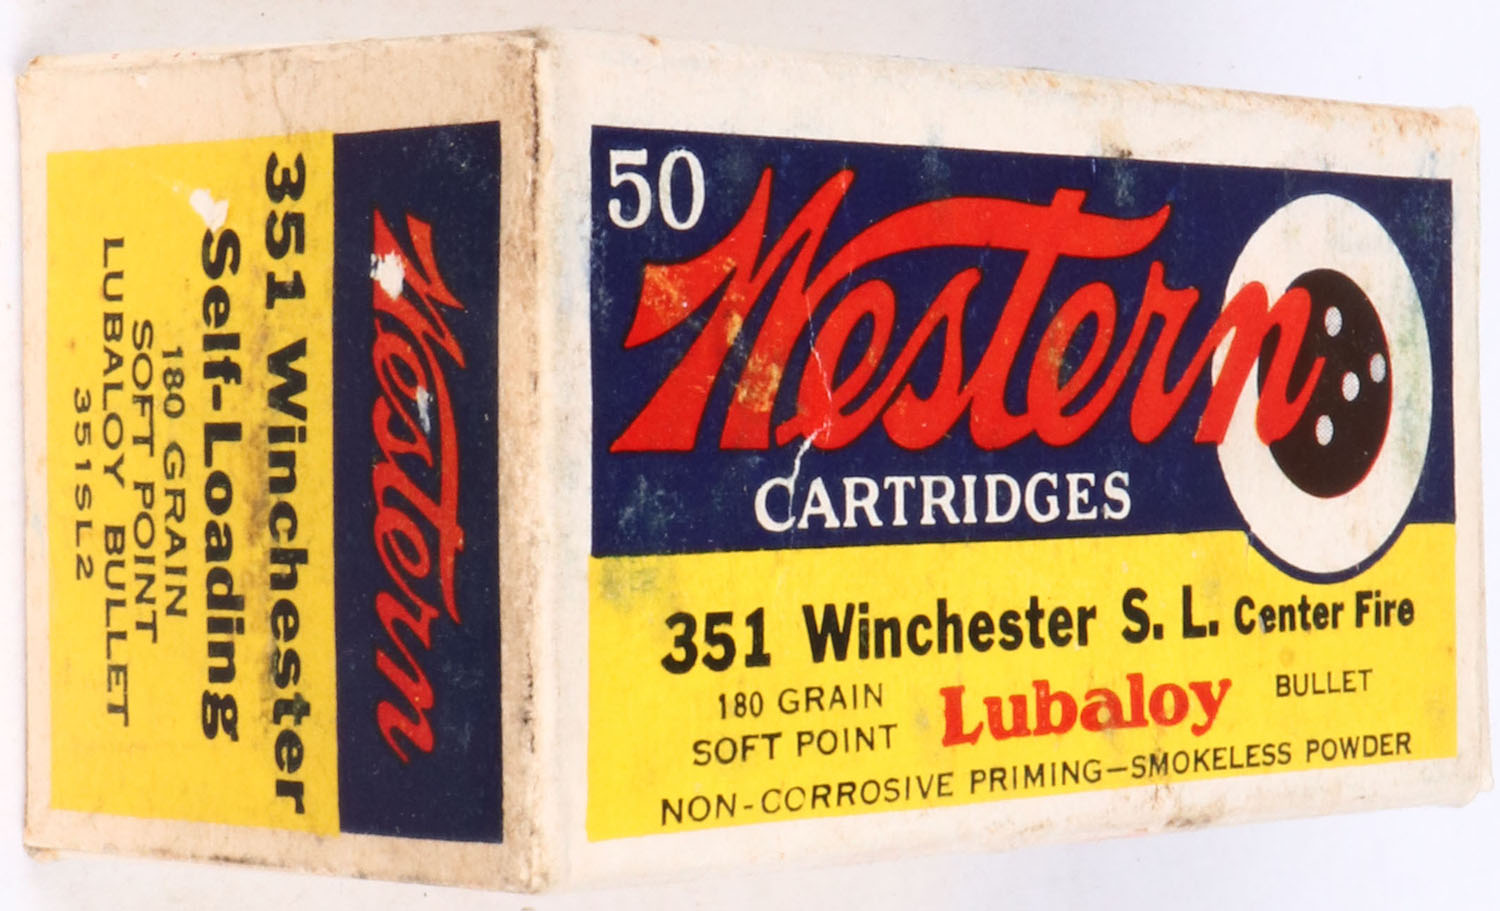 Western
351 Winchester
Self-Loading
180 GRAIN
SOFT POINT
LUBALOY BULLET
351SL2
50
Western
CARTRIDGES
351 Winchester S. L. Center Fire
180 GRAIN
SOFT POINT
Lubaloy BULLET
NON-CORROSIVE PRIMING—SMOKELESS POWDER